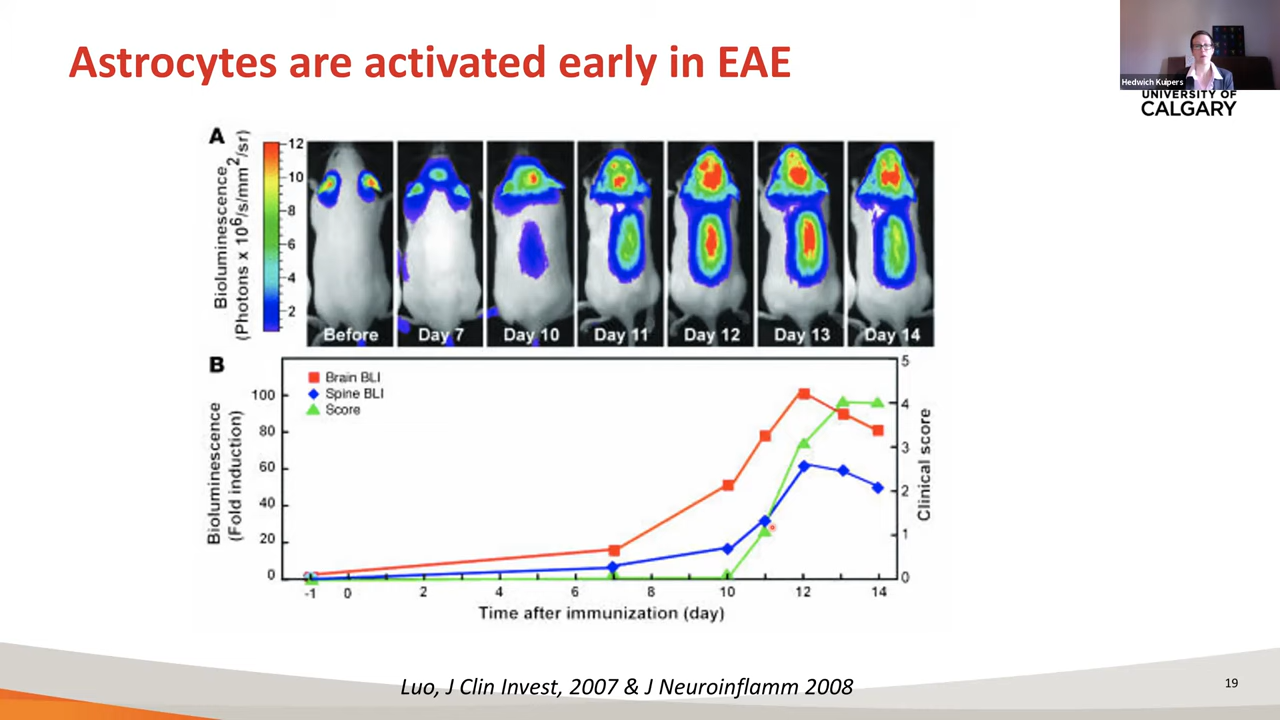 Astrocytes are activated early in EAE
Hedwich Kuipers
UNIVERSITY OF
CALGARY
A
Bioluminescence
(Photons x 10⁶/s/mm²/sr)
12
10
8
6
4
2
Before
Day 7
Day 10
Day 11
Day 12
Day 13
Day 14
B
Brain BLI
Spine BLI
Score
Bioluminescence
(Fold induction)
100
80
60
40
20
0
5
4
3
2
1
0
Clinical score
-1 0 2 4 6 8 10 12 14
Time after immunization (day)
Luo, J Clin Invest, 2007 & J Neuroinflamm 2008
19